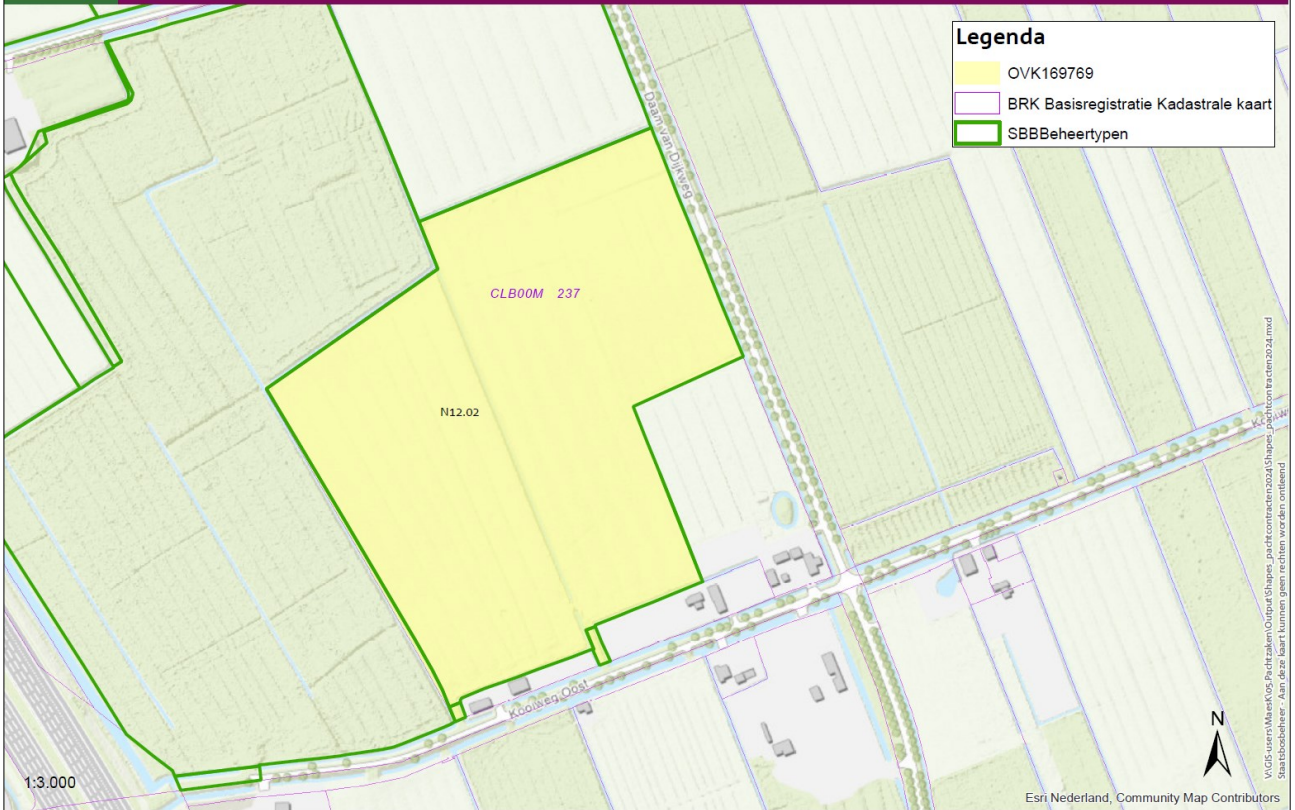 Legenda
OVK169769
BRK Basisregistratie Kadastrale kaart
SBBBeheertypen
Daam van Dijkweg
CLB00M 237
N12.02
Kooiweg Oost
N
1:3.000
Esri Nederland, Community Map Contributors
V:\GIS-users\MaesK\05_Pachtzaken\Output\Shapes_pachtcontracten2024\Shapes_pachtcontracten2024.mxd
Staatsbosbeheer - Aan deze kaart kunnen geen rechten worden ontleend